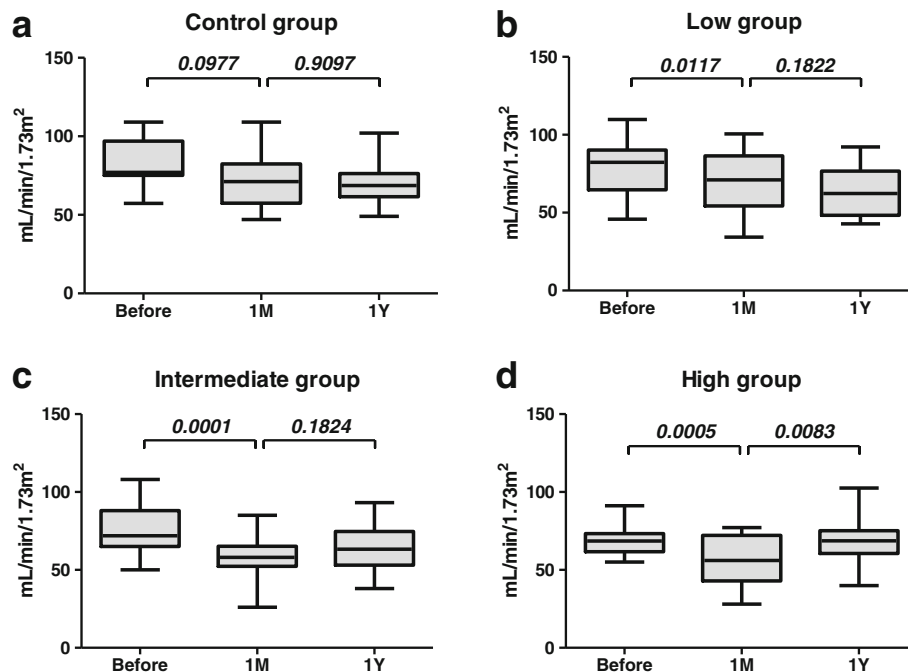 a
Control group
mL/min/1.73m²
150
100
50
0
0.0977
0.9097
Before
1M
1Y
b
Low group
mL/min/1.73m²
150
100
50
0
0.0117
0.1822
Before
1M
1Y
c
Intermediate group
mL/min/1.73m²
150
100
50
0
0.0001
0.1824
Before
1M
1Y
d
High group
mL/min/1.73m²
150
100
50
0
0.0005
0.0083
Before
1M
1Y